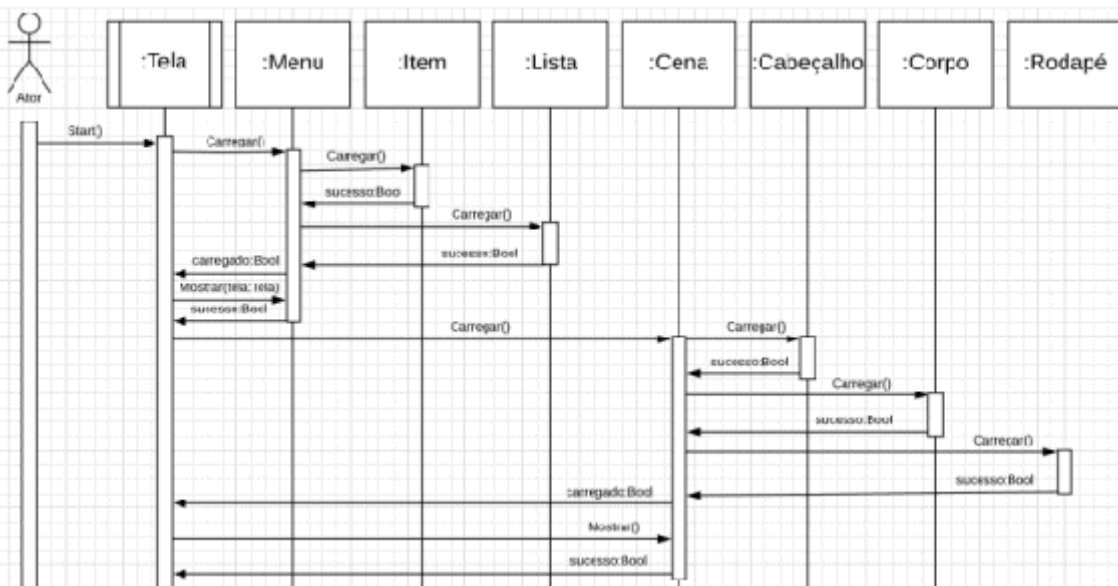 :Tela
:Menu
:Item
:Lista
:Cena
:Cabeçalho
:Corpo
:Rodapé
Ator
Start()
Carregar()
Carregar()
sucesso:Boo
Carregar()
sucesso:Bool
carregado:Bool
Mostrar(tela:Tela)
sucesso:Bool
Carregar()
Carregar()
sucesso:Bool
Carregar()
sucesso:Bool
Carregar()
sucesso:Bool
carregado:Bool
Mostrar()
sucesso:Bool